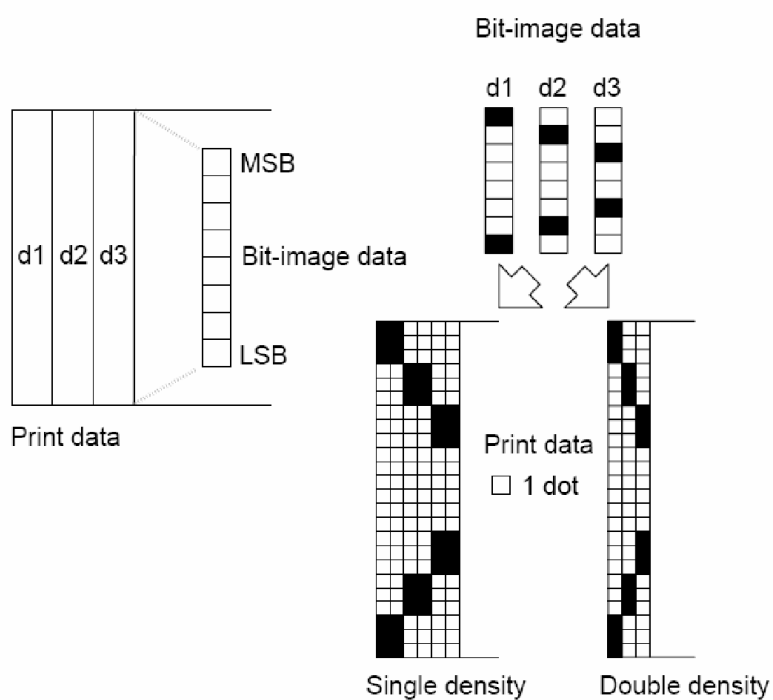 Bit-image data
d1 d2 d3
MSB
d1 d2 d3
Bit-image data
LSB
Print data
Print data
1 dot
Single density
Double density